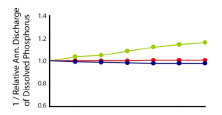 1 / Relative Ann. Discharge
of Dissolved Phosphorus
1.4
1.2
1.0
0.8
0.6